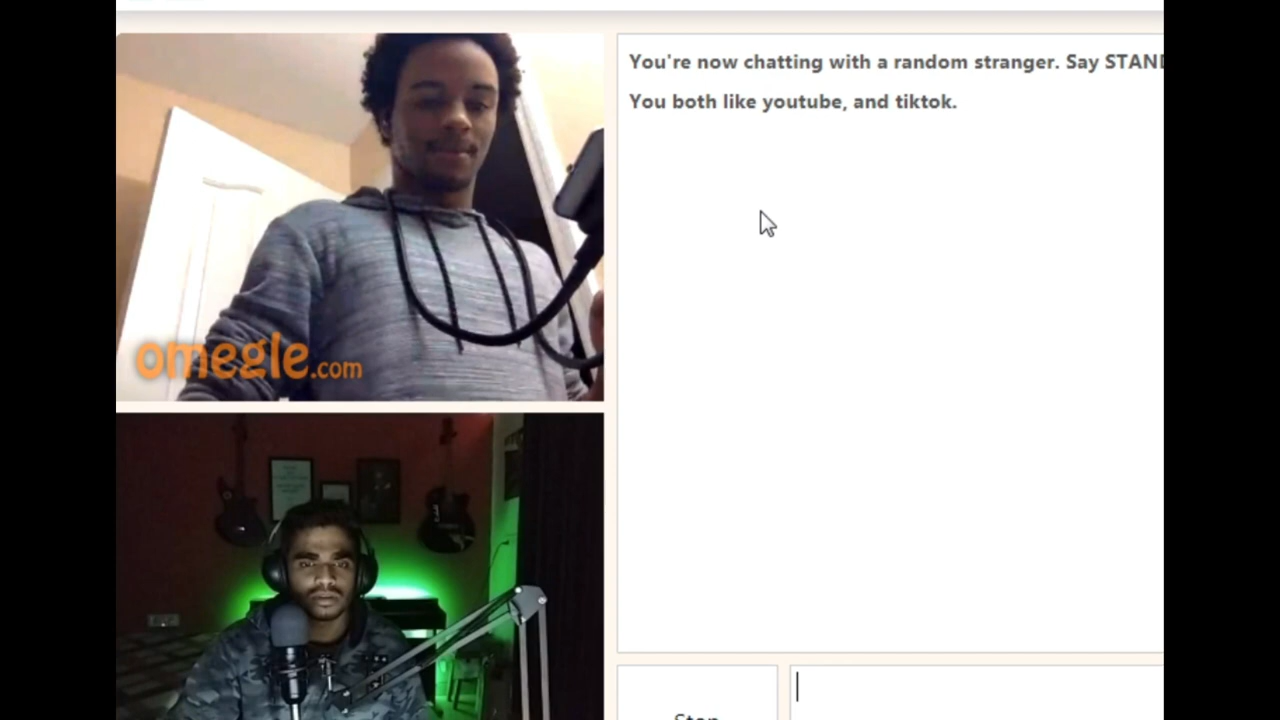 You're now chatting with a random stranger. Say
You both like youtube, and tiktok.
omegle.com